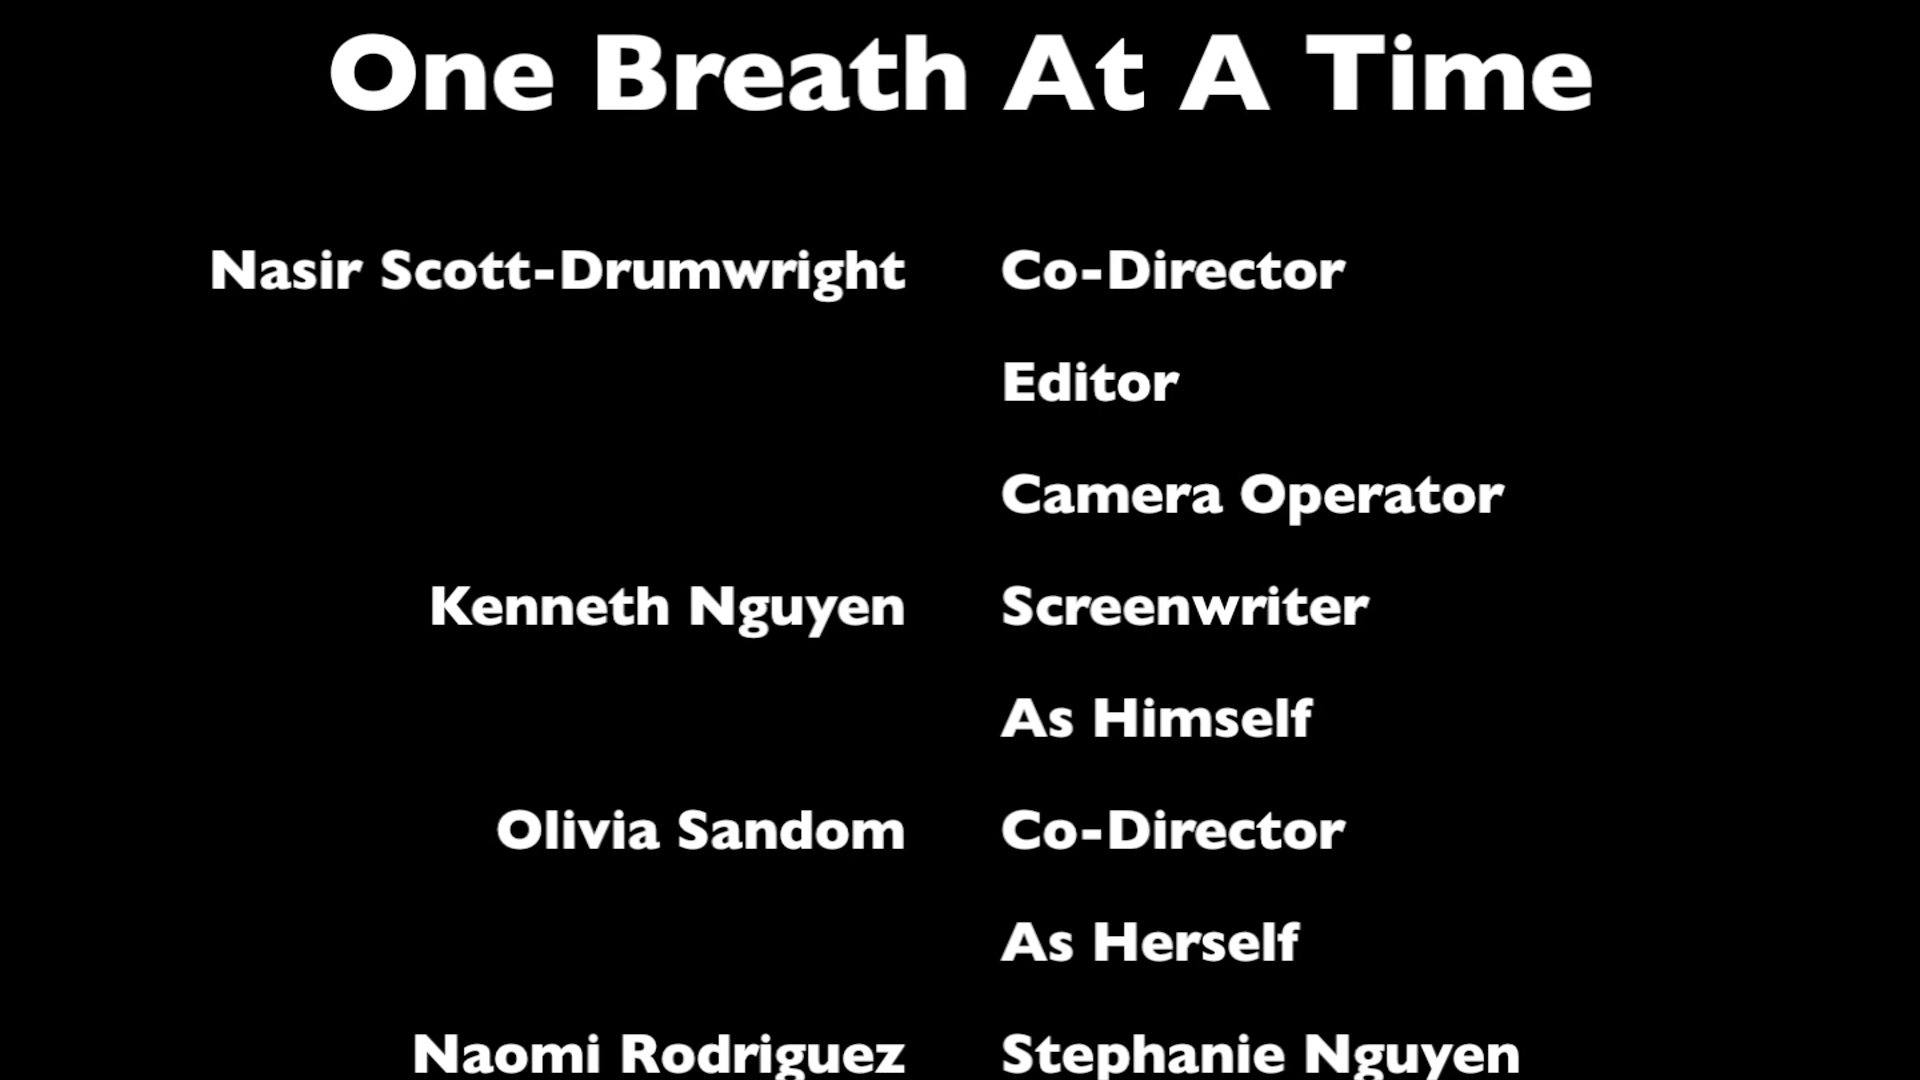 One Breath At A Time
Nasir Scott-Drumwright Co-Director
Editor
Camera Operator
Kenneth Nguyen Screenwriter
As Himself
Olivia Sandom Co-Director
As Herself
Naomi Rodriguez Stephanie Nguyen